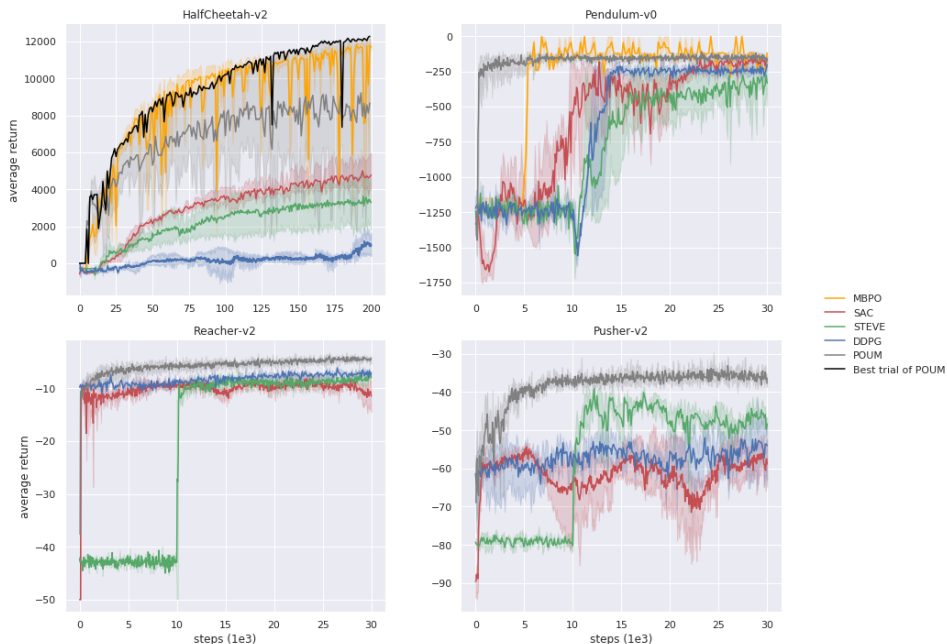 HalfCheetah-v2
average return
12000
10000
8000
6000
4000
2000
0
0 25 50 75 100 125 150 175 200
Pendulum-v0
0
−250
−500
−750
−1000
−1250
−1500
−1750
0 5 10 15 20 25 30
Reacher-v2
average return
−10
−20
−30
−40
−50
0 5 10 15 20 25 30
steps (1e3)
Pusher-v2
−30
−40
−50
−60
−70
−80
−90
0 5 10 15 20 25 30
steps (1e3)
MBPO
SAC
STEVE
DDPG
POUM
Best trial of POUM